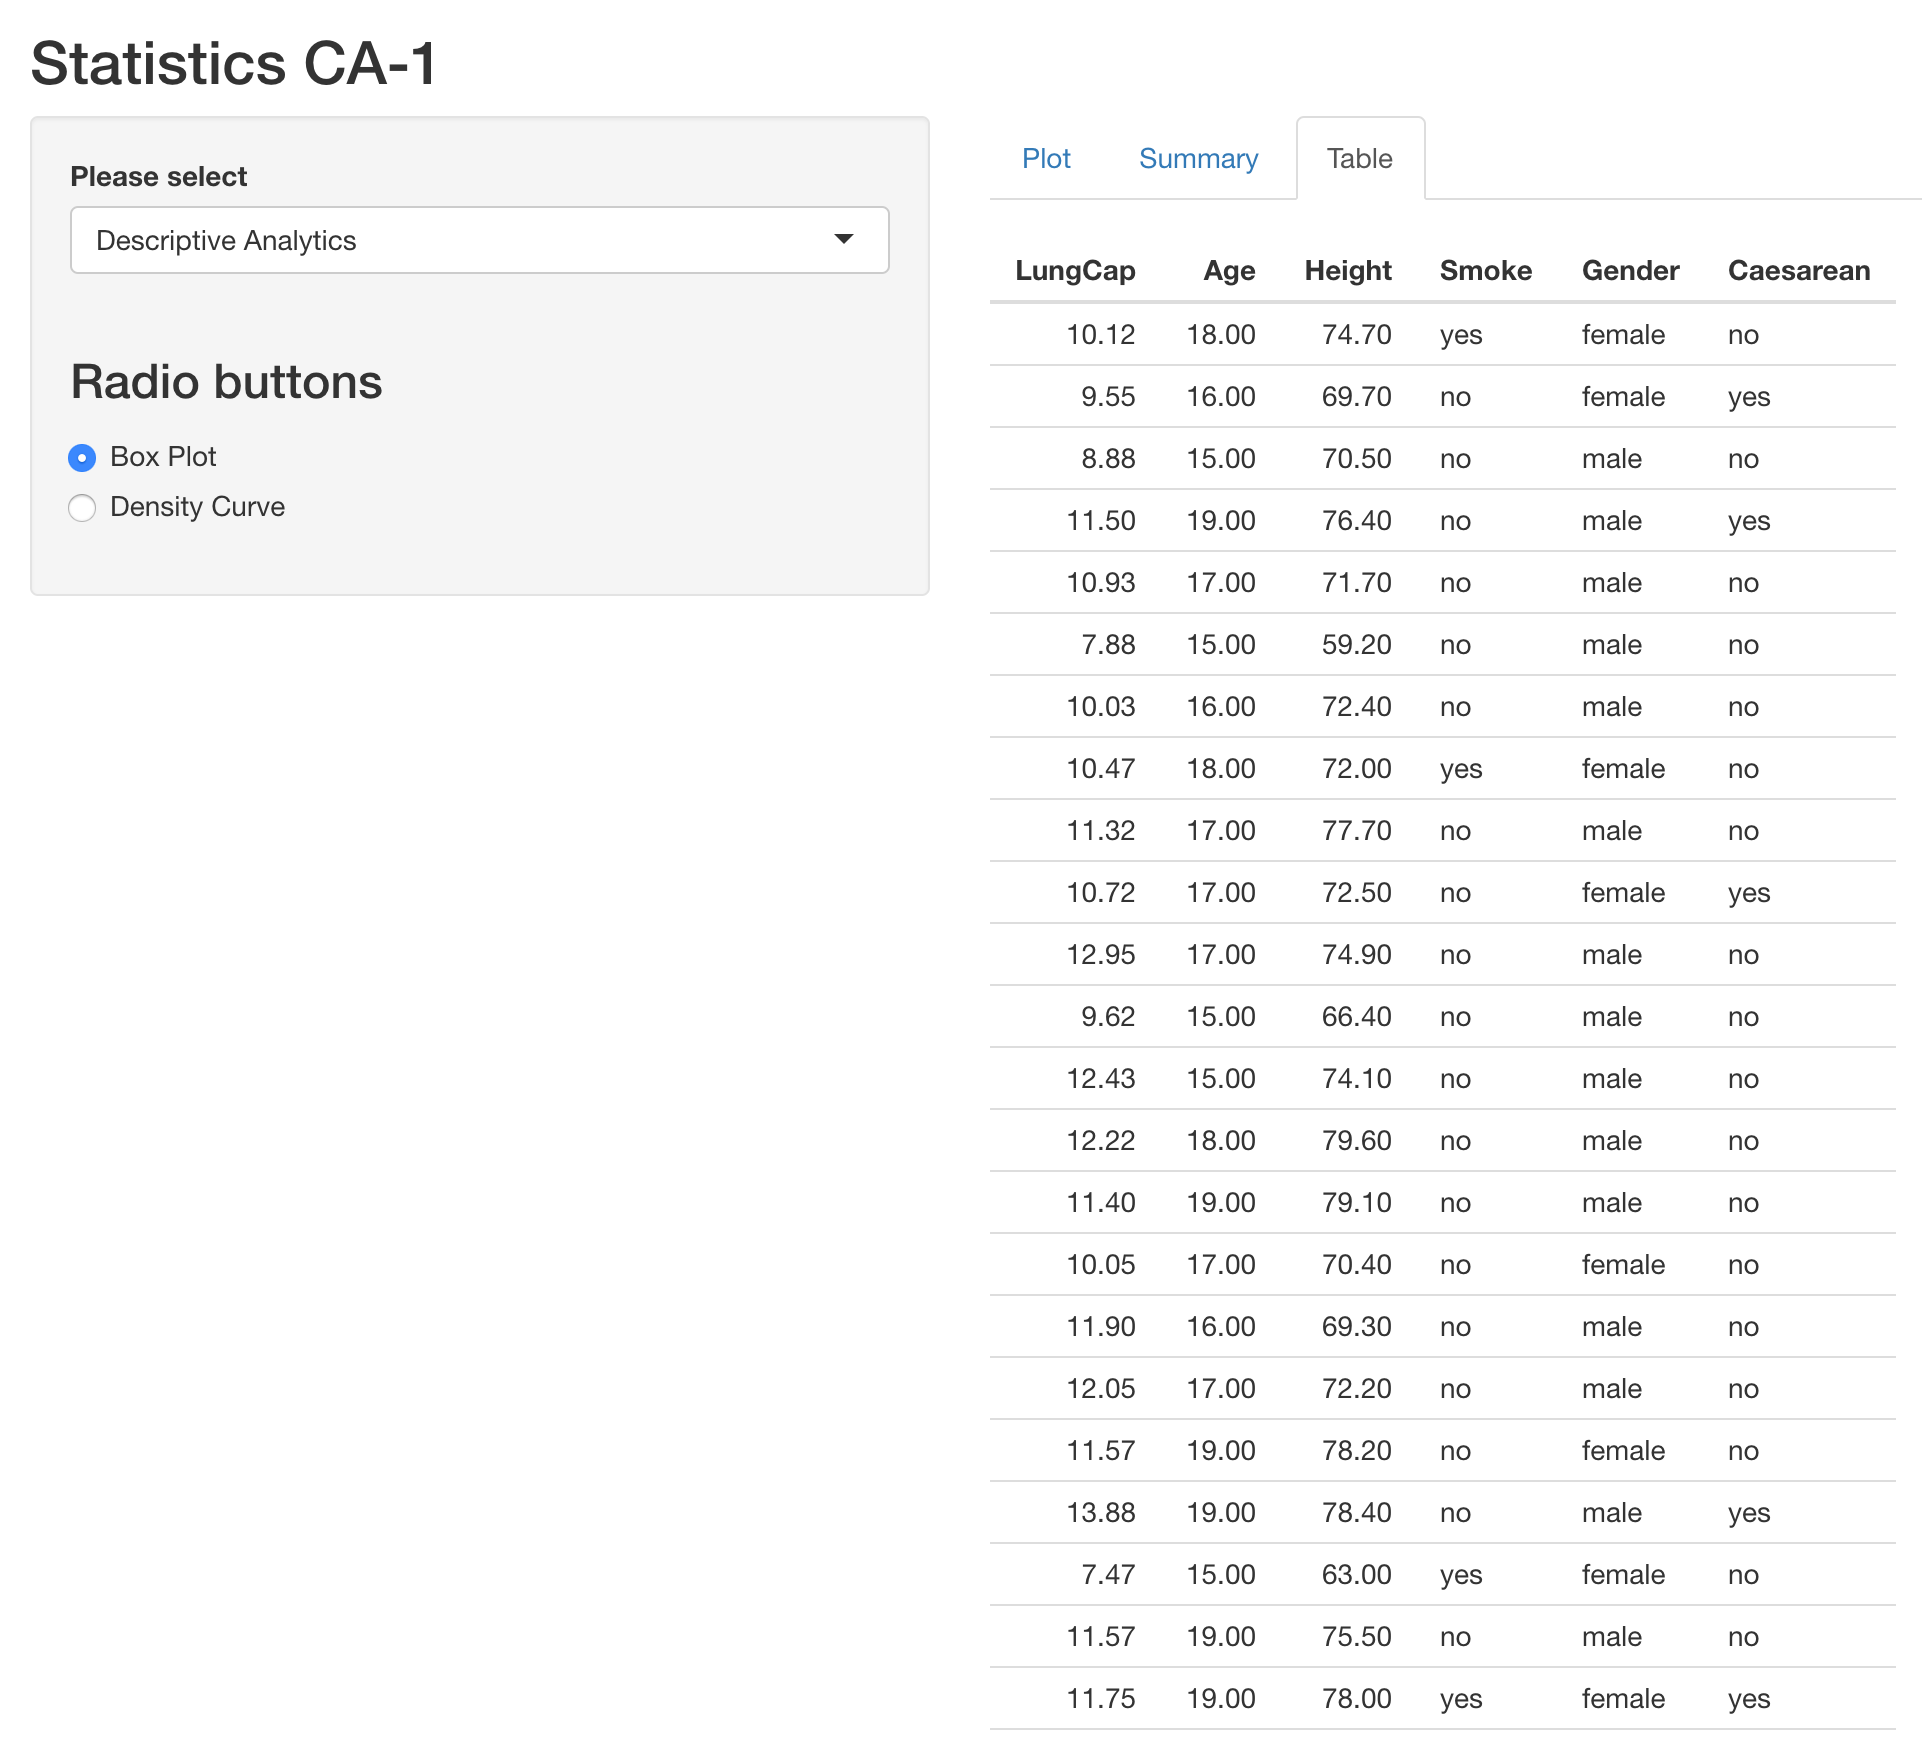 Statistics CA-1
Please select
Descriptive Analytics
Radio buttons
Box Plot
Density Curve
Plot Summary Table
LungCap Age Height Smoke Gender Caesarean
10.12 18.00 74.70 yes female no
9.55 16.00 69.70 no female yes
8.88 15.00 70.50 no male no
11.50 19.00 76.40 no male yes
10.93 17.00 71.70 no male no
7.88 15.00 59.20 no male no
10.03 16.00 72.40 no male no
10.47 18.00 72.00 yes female no
11.32 17.00 77.70 no male no
10.72 17.00 72.50 no female yes
12.95 17.00 74.90 no male no
9.62 15.00 66.40 no male no
12.43 15.00 74.10 no male no
12.22 18.00 79.60 no male no
11.40 19.00 79.10 no male no
10.05 17.00 70.40 no female no
11.90 16.00 69.30 no male no
12.05 17.00 72.20 no male no
11.57 19.00 78.20 no female no
13.88 19.00 78.40 no male yes
7.47 15.00 63.00 yes female no
11.57 19.00 75.50 no male no
11.75 19.00 78.00 yes female yes